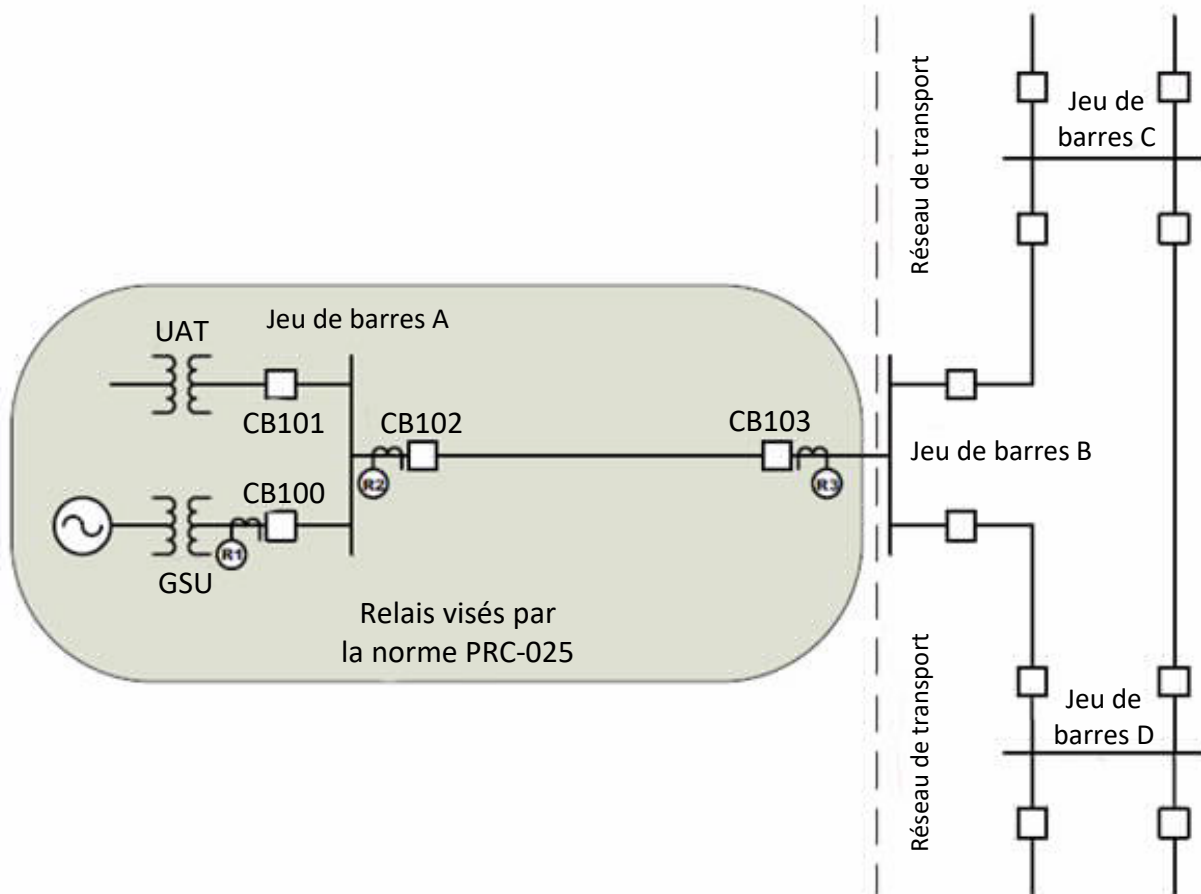 Réseau de transport
Jeu de
barres C
UAT
Jeu de barres A
CB101
CB102
CB103
Jeu de barres B
R2
R3
CB100
R1
GSU
Relais visés par
la norme PRC-025
Réseau de transport
Jeu de
barres D